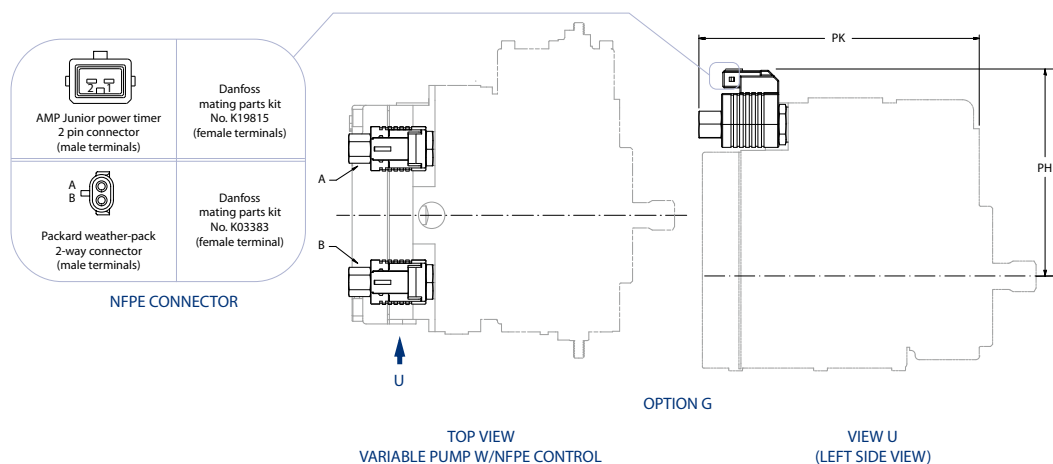 2 1
AMP Junior power timer
2 pin connector
(male terminals)
Danfoss
mating parts kit
No. K19815
(female terminals)
A
B
Packard weather-pack
2-way connector
(male terminals)
Danfoss
mating parts kit
No. K03383
(female terminal)
NFPE CONNECTOR
A
B
U
TOP VIEW
VARIABLE PUMP W/NFPE CONTROL
OPTION G
PK
PH
VIEW U
(LEFT SIDE VIEW)